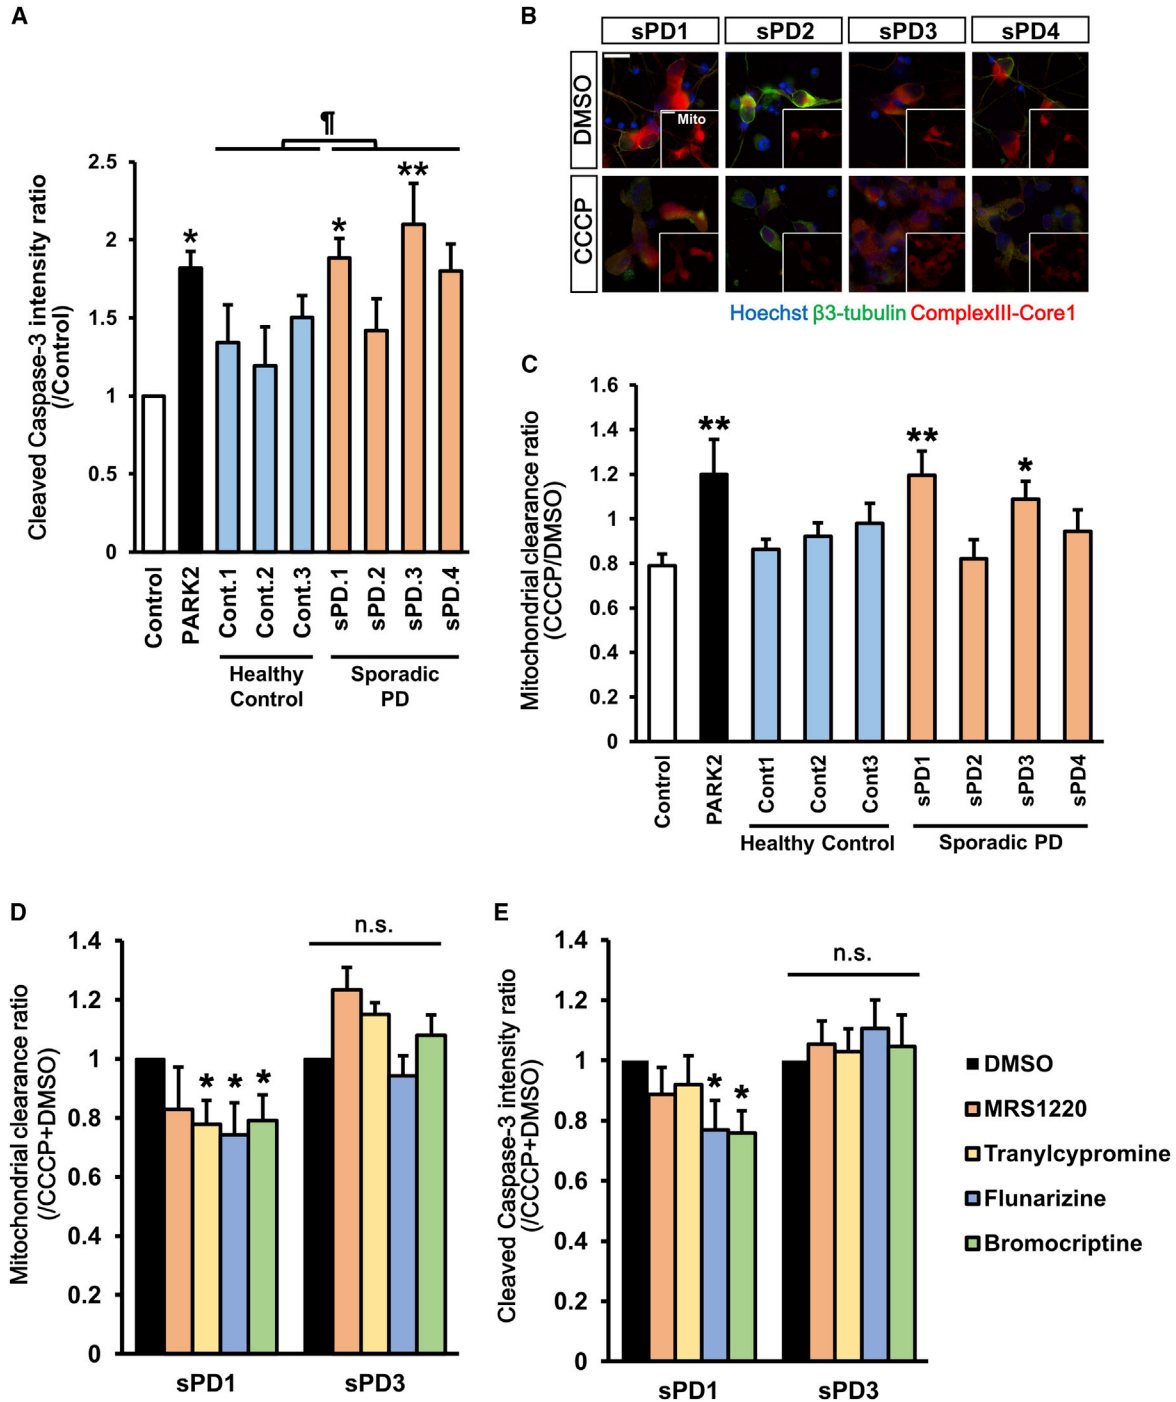 A
Cleaved Caspase-3 intensity ratio
(/Control)
2.5
2
1.5
1
0.5
0
¶
*
*
**
Control
PARK2
Cont.1
Cont.2
Cont.3
sPD.1
sPD.2
sPD.3
sPD.4
Healthy
Control
Sporadic
PD
B
sPD1
sPD2
sPD3
sPD4
DMSO
Mito
CCCP
Hoechst β3-tubulin ComplexIII-Core1
C
Mitochondrial clearance ratio
(CCCP/DMSO)
1.6
1.4
1.2
1
0.8
0.6
0.4
0.2
0
**
**
*
Control
PARK2
Cont1
Cont2
Cont3
sPD1
sPD2
sPD3
sPD4
Healthy Control
Sporadic PD
D
Mitochondrial clearance ratio
(/CCCP+DMSO)
1.4
1.2
1
0.8
0.6
0.4
0.2
0
* * *
n.s.
sPD1
sPD3
E
Cleaved Caspase-3 intensity ratio
(/CCCP+DMSO)
1.4
1.2
1
0.8
0.6
0.4
0.2
0
* *
n.s.
sPD1
sPD3
DMSO
MRS1220
Tranylcypromine
Flunarizine
Bromocriptine